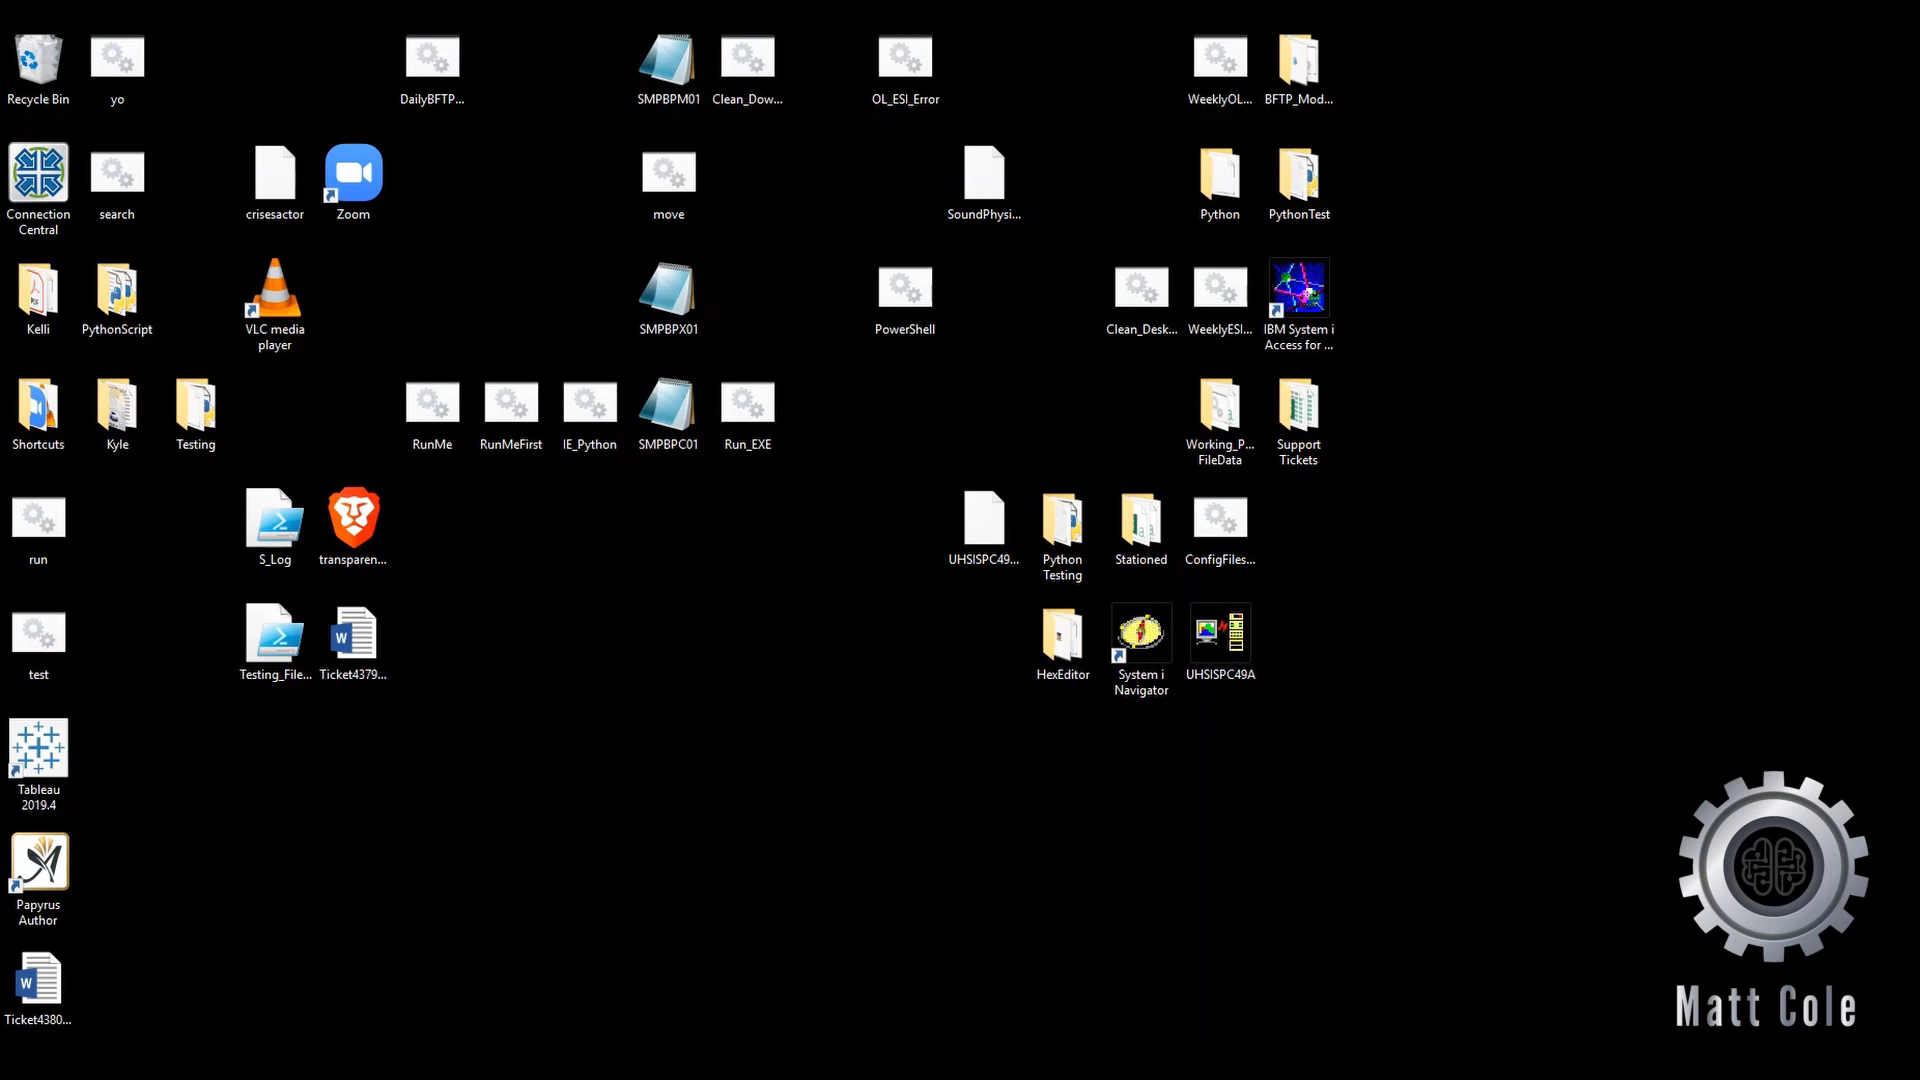 Recycle Bin
yo
DailyBFTP...
SMPBPM01
Clean_Dow...
OL_ESI_Error
WeeklyOL...
BFTP_Mod...
Connection
Central
search
crisesactor
Zoom
move
SoundPhysi...
Python
PythonTest
Kelli
PythonScript
VLC media
player
SMPBPX01
PowerShell
Clean_Desk...
WeeklyESI...
IBM System i
Access for ...
Shortcuts
Kyle
Testing
RunMe
RunMeFirst
IE_Python
SMPBPC01
Run_EXE
Working_P...
FileData
Support
Tickets
run
S_Log
transparen...
UHSISPC49...
Python
Testing
Stationed
ConfigFiles...
test
Testing_File...
Ticket4379...
HexEditor
System i
Navigator
UHSISPC49A
Tableau
2019.4
Papyrus
Author
Ticket4380...
Matt Cole